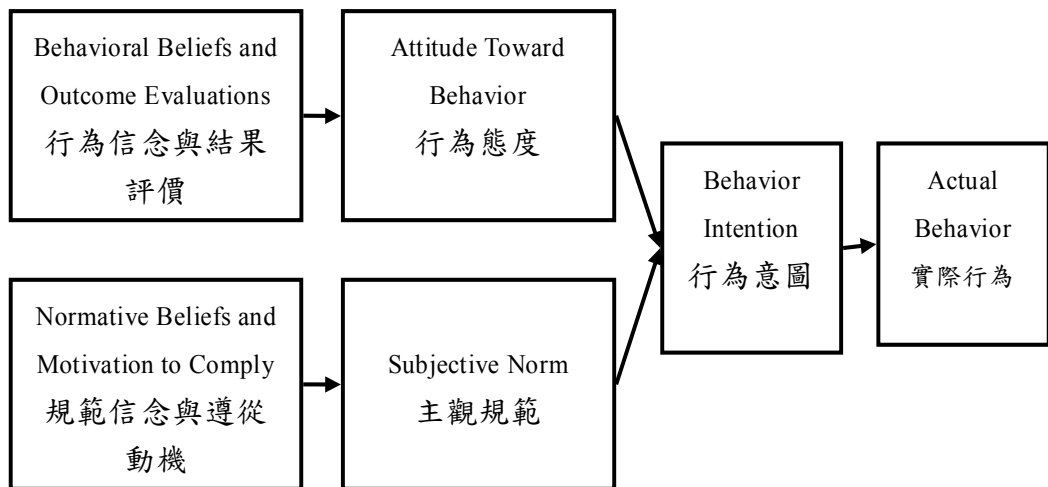 Behavioral Beliefs and
Outcome Evaluations
行為信念與結果
評價
Attitude Toward
Behavior
行為態度
Normative Beliefs and
Motivation to Comply
規範信念與遵從
動機
Subjective Norm
主觀規範
Behavior
Intention
行為意圖
Actual
Behavior
實際行為